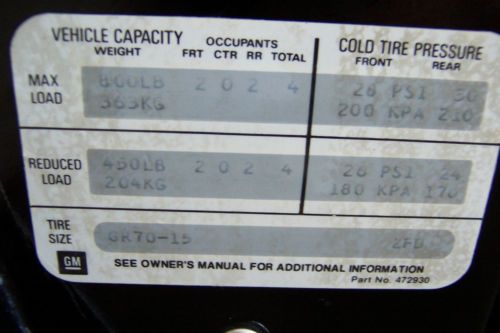 VEHICLE CAPACITY
WEIGHT
OCCUPANTS
FRT CTR RR TOTAL
COLD TIRE PRESSURE
FRONT REAR
MAX LOAD
800LB 2 0 2 4 28 PSI 30
363KG 200 KPA 210
REDUCED LOAD
450LB 2 0 2 4 26 PSI 24
204KG 180 KPA 170
TIRE SIZE
GR70-15
GM
SEE OWNER'S MANUAL FOR ADDITIONAL INFORMATION
Part No. 472930